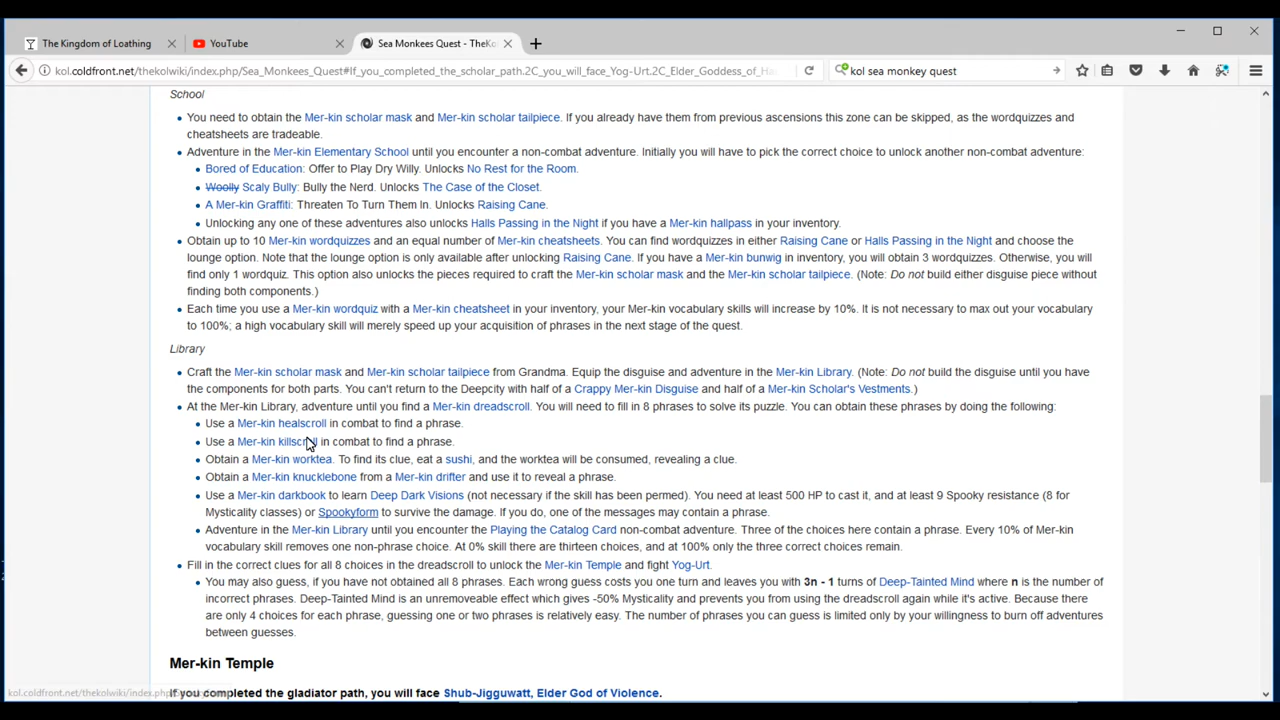 The Kingdom of Loathing
YouTube
Sea Monkees Quest - TheKo
kol.coldfront.net/thekolwiki/index.php/Sea_Monkees_Quest#If_you_completed_the_scholar_path.2C_you_will_face_Yog-Urt.2C_Elder_Goddess_of_Ha
kol sea monkey quest
School
You need to obtain the Mer-kin scholar mask and Mer-kin scholar tailpiece. If you already have them from previous ascensions this zone can be skipped, as the wordquizzes and
cheatsheets are tradeable.
Adventure in the Mer-kin Elementary School until you encounter a non-combat adventure. Initially you will have to pick the correct choice to unlock another non-combat adventure:
Bored of Education: Offer to Play Dry Willy. Unlocks No Rest for the Room.
Woolly Scaly Bully: Bully the Nerd. Unlocks The Case of the Closet.
A Mer-kin Graffiti: Threaten To Turn Them In. Unlocks Raising Cane.
Unlocking any one of these adventures also unlocks Halls Passing in the Night if you have a Mer-kin hallpass in your inventory.
Obtain up to 10 Mer-kin wordquizzes and an equal number of Mer-kin cheatsheets. You can find wordquizzes in either Raising Cane or Halls Passing in the Night and choose the
lounge option. Note that the lounge option is only available after unlocking Raising Cane. If you have a Mer-kin bunwig in inventory, you will obtain 3 wordquizzes. Otherwise, you will
find only 1 wordquiz. This option also unlocks the pieces required to craft the Mer-kin scholar mask and the Mer-kin scholar tailpiece. (Note: Do not build either disguise piece without
finding both components.)
Each time you use a Mer-kin wordquiz with a Mer-kin cheatsheet in your inventory, your Mer-kin vocabulary skills will increase by 10%. It is not necessary to max out your vocabulary
to 100%; a high vocabulary skill will merely speed up your acquisition of phrases in the next stage of the quest.
Library
Craft the Mer-kin scholar mask and Mer-kin scholar tailpiece from Grandma. Equip the disguise and adventure in the Mer-kin Library. (Note: Do not build the disguise until you have
the components for both parts. You can't return to the Deepcity with half of a Crappy Mer-kin Disguise and half of a Mer-kin Scholar's Vestments.)
At the Mer-kin Library, adventure until you find a Mer-kin dreadscroll. You will need to fill in 8 phrases to solve its puzzle. You can obtain these phrases by doing the following:
Use a Mer-kin healscroll in combat to find a phrase.
Use a Mer-kin killscroll in combat to find a phrase.
Obtain a Mer-kin worktea. To find its clue, eat a sushi, and the worktea will be consumed, revealing a clue.
Obtain a Mer-kin knucklebone from a Mer-kin drifter and use it to reveal a phrase.
Use a Mer-kin darkbook to learn Deep Dark Visions (not necessary if the skill has been permed). You need at least 500 HP to cast it, and at least 9 Spooky resistance (8 for
Mysticality classes) or Spookyform to survive the damage. If you do, one of the messages may contain a phrase.
Adventure in the Mer-kin Library until you encounter the Playing the Catalog Card non-combat adventure. Three of the choices here contain a phrase. Every 10% of Mer-kin
vocabulary skill removes one non-phrase choice. At 0% skill there are thirteen choices, and at 100% only the three correct choices remain.
Fill in the correct clues for all 8 choices in the dreadscroll to unlock the Mer-kin Temple and fight Yog-Urt.
You may also guess, if you have not obtained all 8 phrases. Each wrong guess costs you one turn and leaves you with 3n - 1 turns of Deep-Tainted Mind where n is the number of
incorrect phrases. Deep-Tainted Mind is an unremoveable effect which gives -50% Mysticality and prevents you from using the dreadscroll again while it's active. Because there
are only 4 choices for each phrase, guessing one or two phrases is relatively easy. The number of phrases you can guess is limited only by your willingness to burn off adventures
between guesses.
Mer-kin Temple
If you completed the gladiator path, you will face Shub-Jigguwatt, Elder God of Violence.
kol.coldfront.net/thekolwiki/index.php